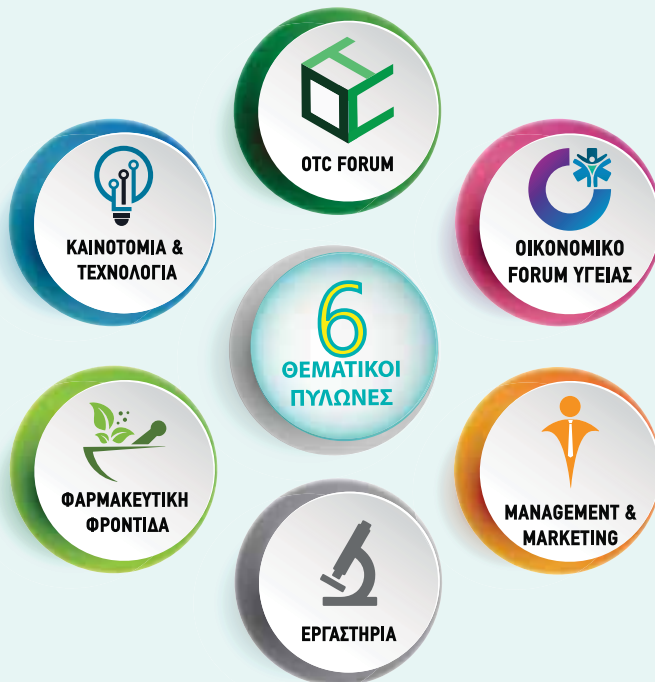 OTC FORUM
ΚΑΙΝΟΤΟΜΙΑ &
ΤΕΧΝΟΛΟΓΙΑ
ΟΙΚΟΝΟΜΙΚΟ
FORUM ΥΓΕΙΑΣ
6
ΘΕΜΑΤΙΚΟΙ
ΠΥΛΩΝΕΣ
ΦΑΡΜΑΚΕΥΤΙΚΗ
ΦΡΟΝΤΙΔΑ
MANAGEMENT &
MARKETING
ΕΡΓΑΣΤΗΡΙΑ